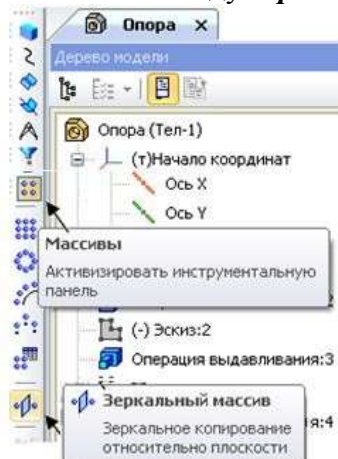 Опора
Дерево модели
Опора (Тел-1)
(т)Начало координат
Ось X
Ось Y
Массивы
Активизировать инструментальную
панель
(-) Эскиз:2
Операция выдавливания:3
Зеркальный массив
Зеркальное копирование
относительно плоскости
я:4